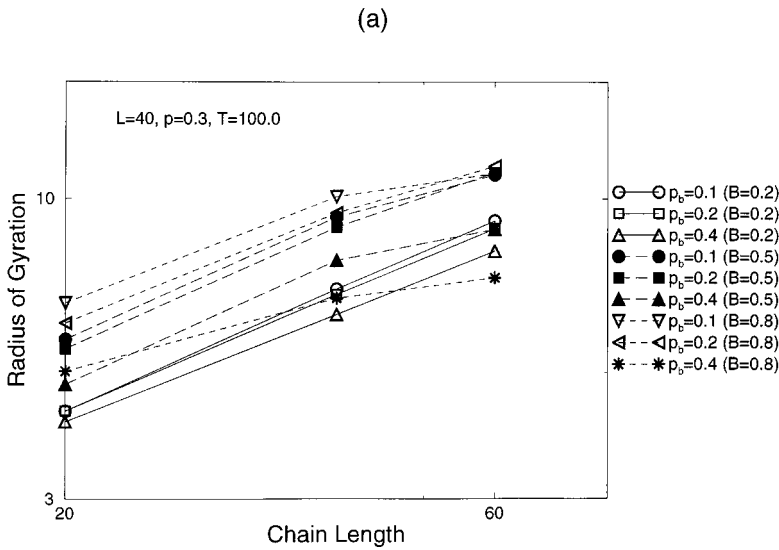 (a)
L=40, p=0.3, T=100.0
10
Radius of Gyration
3
20
60
Chain Length
p_b=0.1 (B=0.2)
p_b=0.2 (B=0.2)
p_b=0.4 (B=0.2)
p_b=0.1 (B=0.5)
p_b=0.2 (B=0.5)
p_b=0.4 (B=0.5)
p_b=0.1 (B=0.8)
p_b=0.2 (B=0.8)
p_b=0.4 (B=0.8)